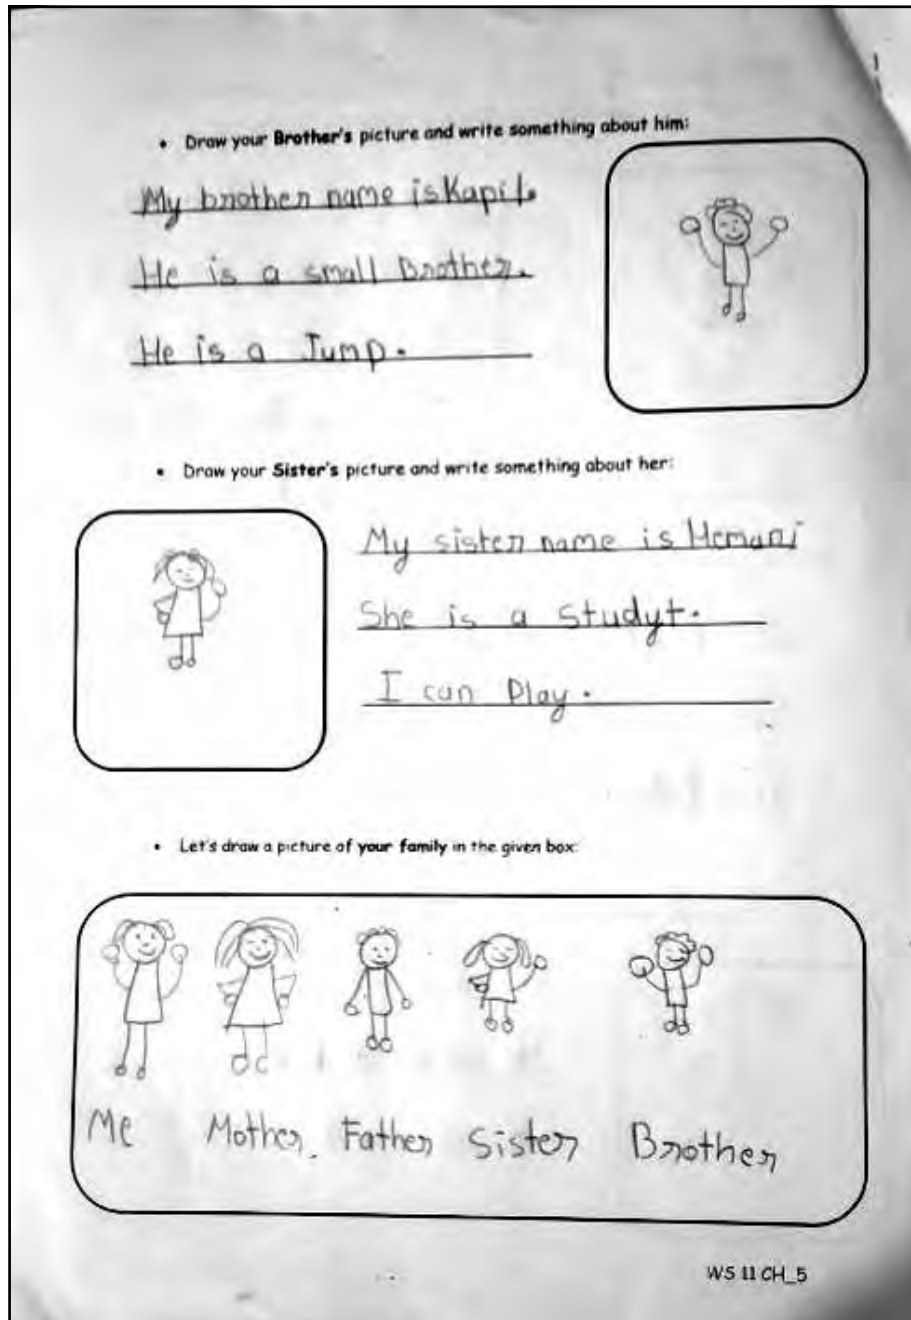 • Draw your Brother's picture and write something about him:
My brother name is Kapil.
He is a small Brother.
He is a Jump.
• Draw your Sister's picture and write something about her:
My sister name is Hemani
She is a Studyt.
I can Play.
• Let's draw a picture of your family in the given box:
Me Mother. Father Sister Brother
WS 11 CH_5